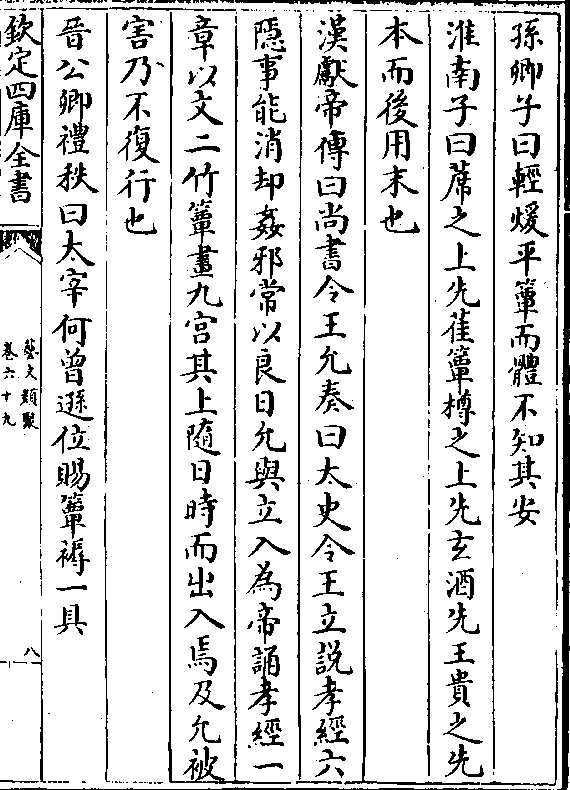 孫卿子曰輕煖平簟而體不知其安
淮南子曰蓆之上先萑簟樽之上先玄酒先王貴之先
本而後用末也
漢獻帝傳曰尚書令王允奏曰太史令王立説孝經六
隱事能消却姦邪常以良日允與立入為帝誦孝經一
章以丈二竹簟畫九宮其上隨日時而出入焉及允被
害乃不復行也
晉公卿禮秩曰太宰何曾遜位賜簟褥一具
欽定四庫全書
藝文類聚
卷六十九
八